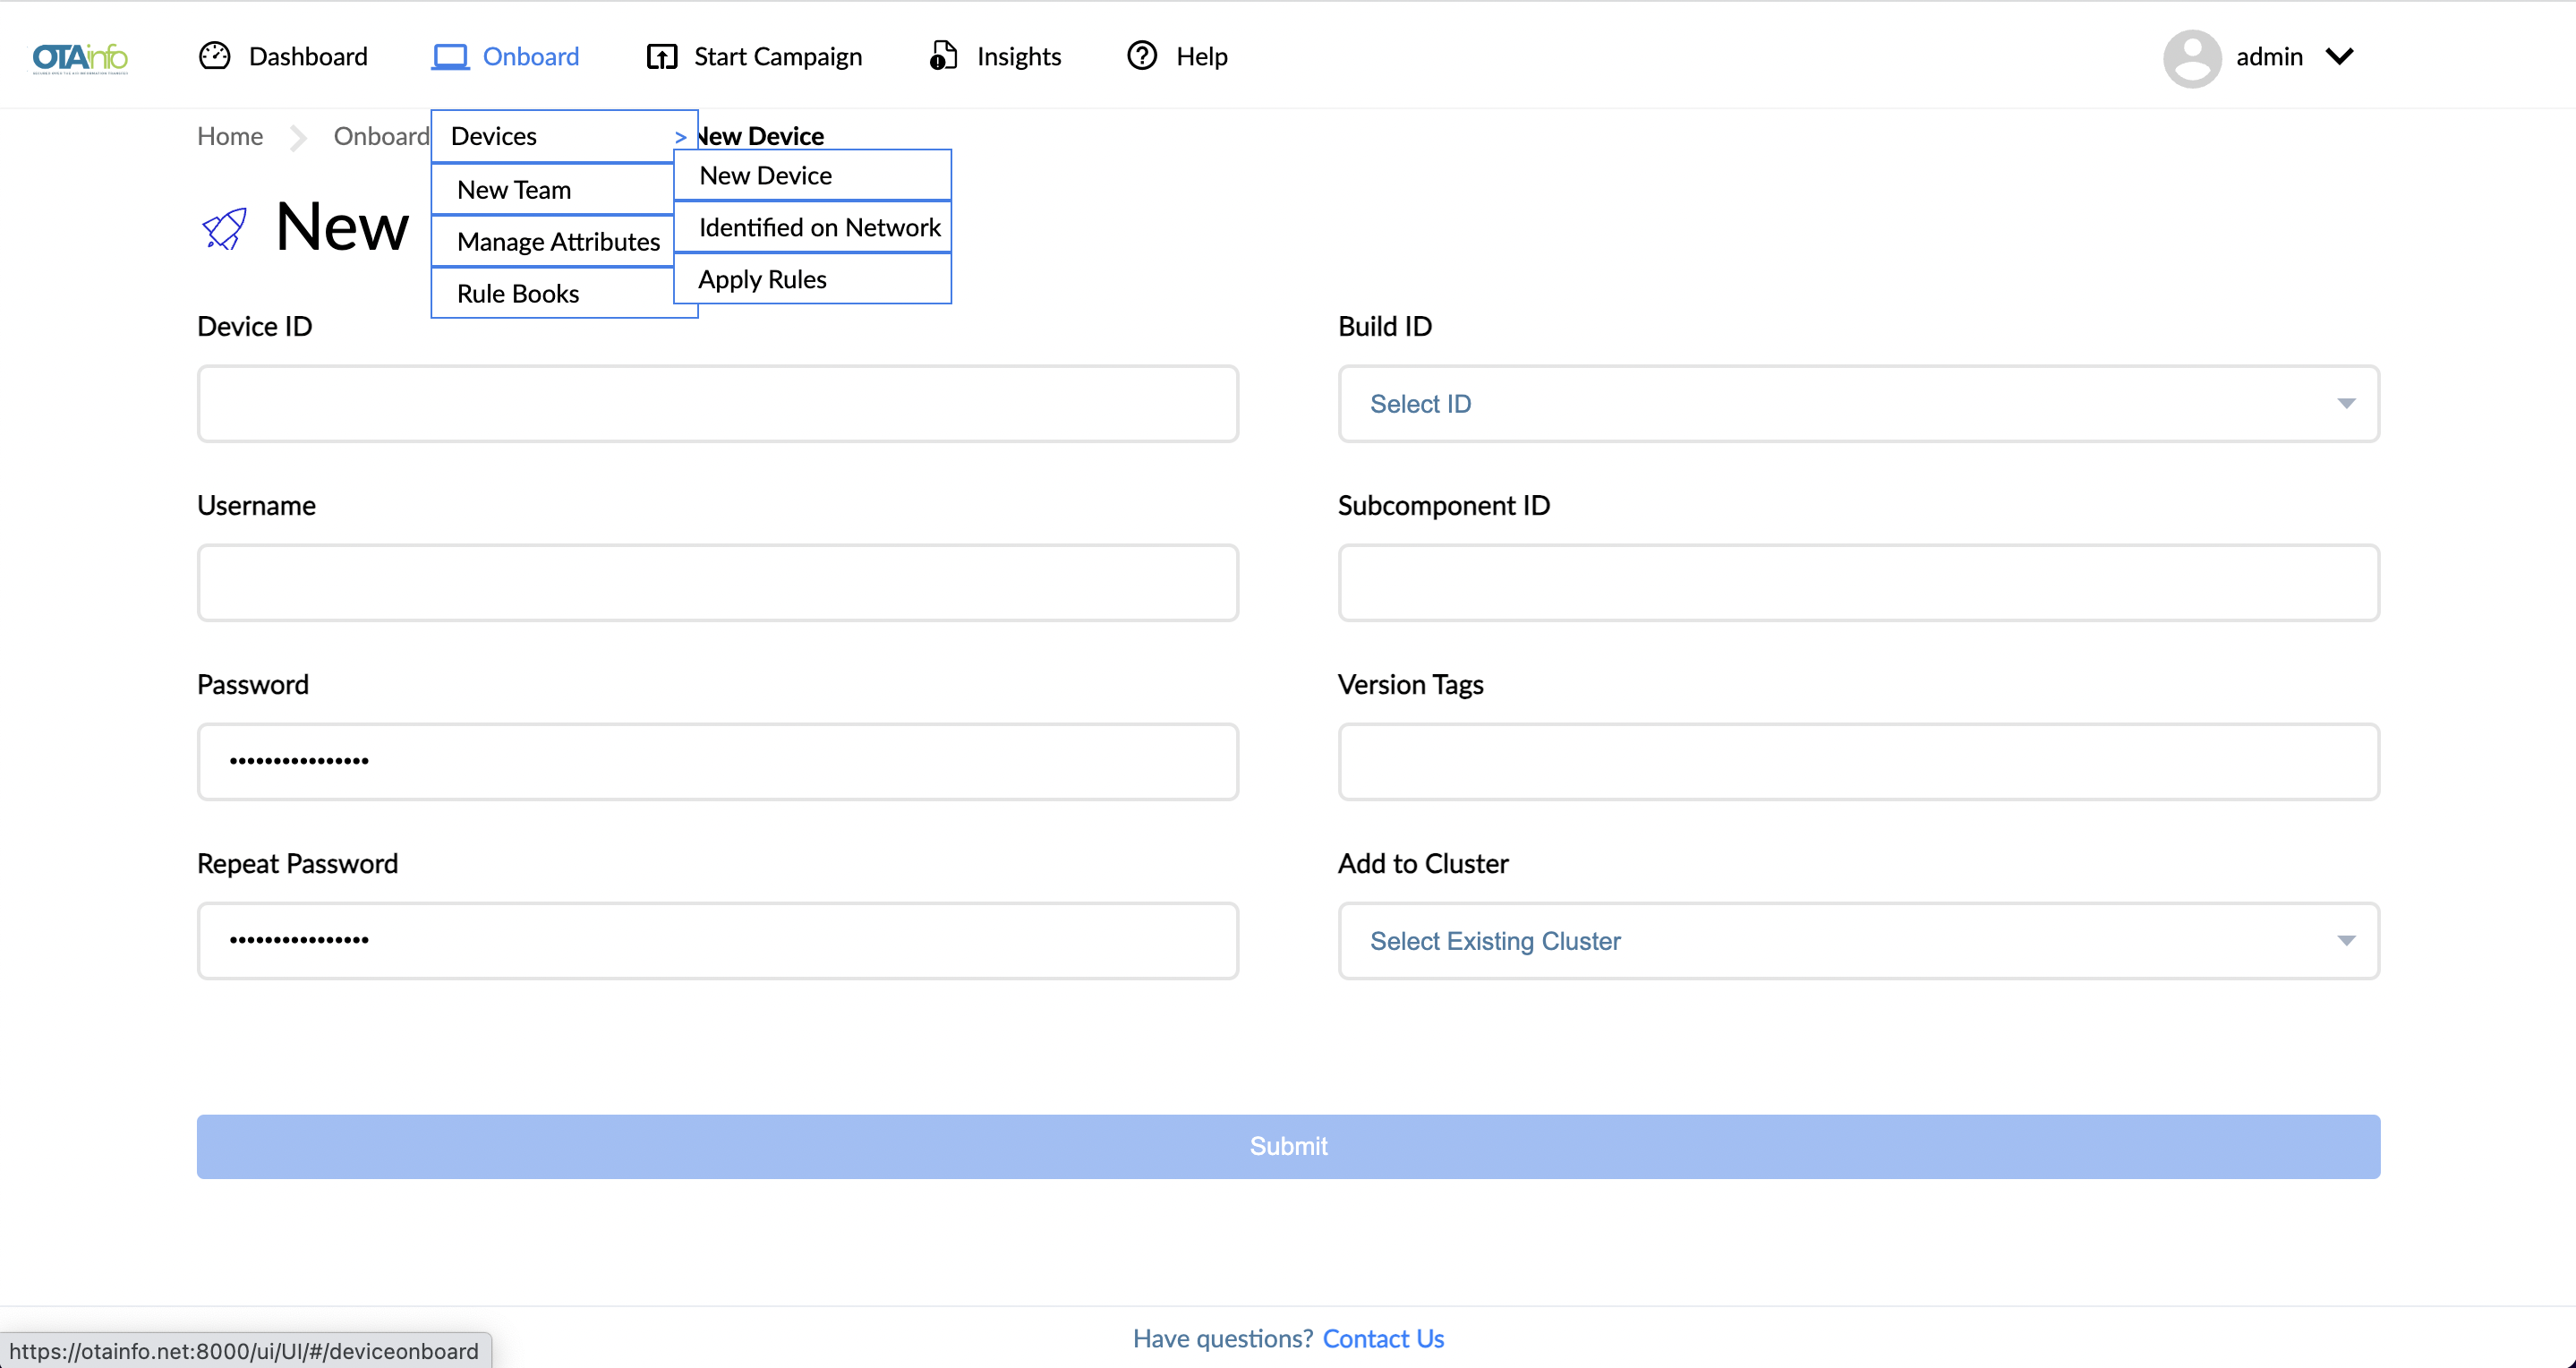 OTAinfo
Dashboard
Onboard
Start Campaign
Insights
Help
admin
Home
Onboard
New Device
Devices >
New Team
Manage Attributes
Rule Books
New Device
Identified on Network
Apply Rules
New
Device ID
Build ID
Select ID
Username
Subcomponent ID
Password
••••••••••••••••
Version Tags
Repeat Password
••••••••••••••••
Add to Cluster
Select Existing Cluster
Submit
Have questions? Contact Us
https://otainfo.net:8000/ui/UI/#/deviceonboard